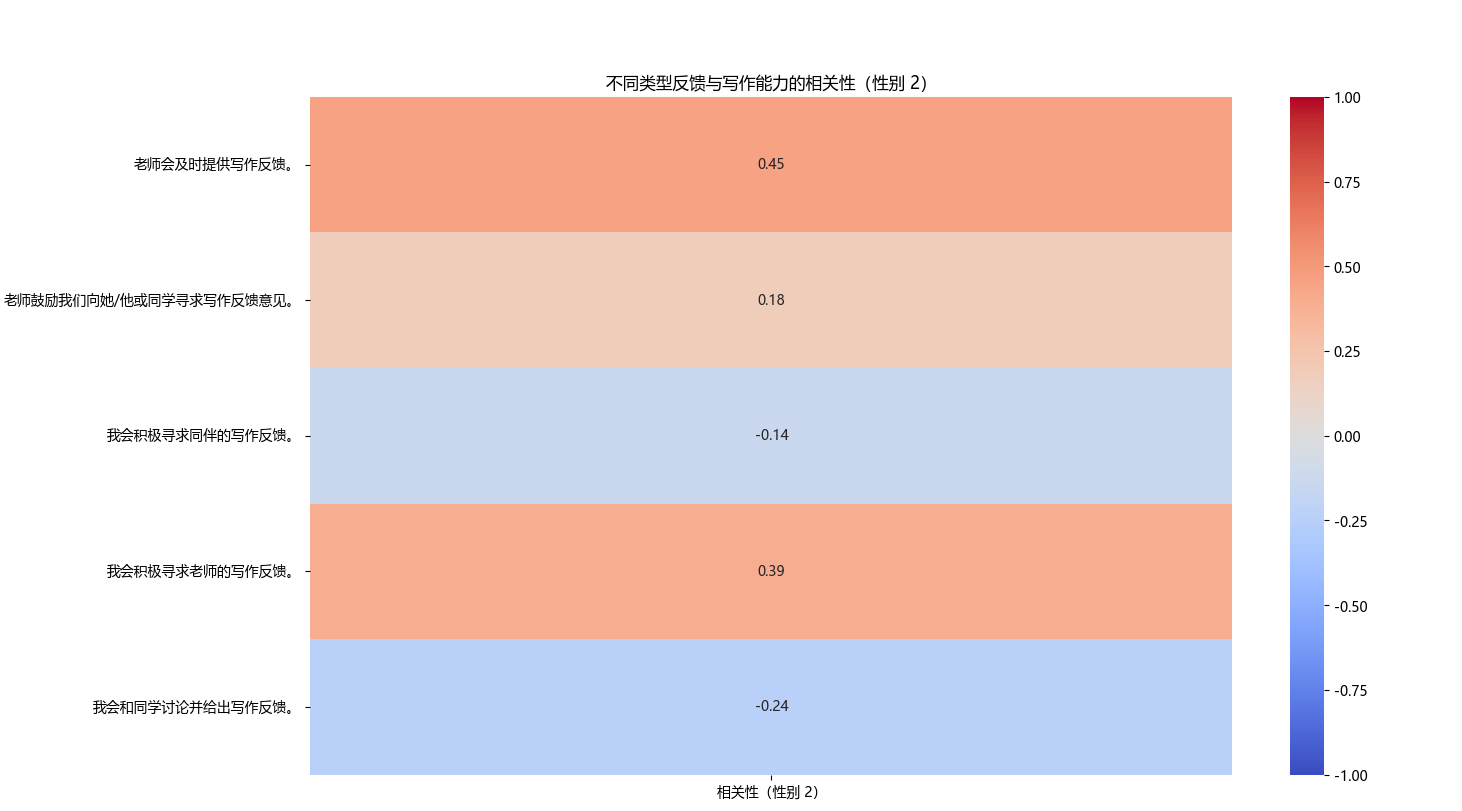 不同类型反馈与写作能力的相关性（性别 2）
老师会及时提供写作反馈。
0.45
老师鼓励我们向她/他或同学寻求写作反馈意见。
0.18
我会积极寻求同伴的写作反馈。
-0.14
我会积极寻求老师的写作反馈。
0.39
我会和同学讨论并给出写作反馈。
-0.24
相关性（性别 2）
1.00
0.75
0.50
0.25
0.00
-0.25
-0.50
-0.75
-1.00